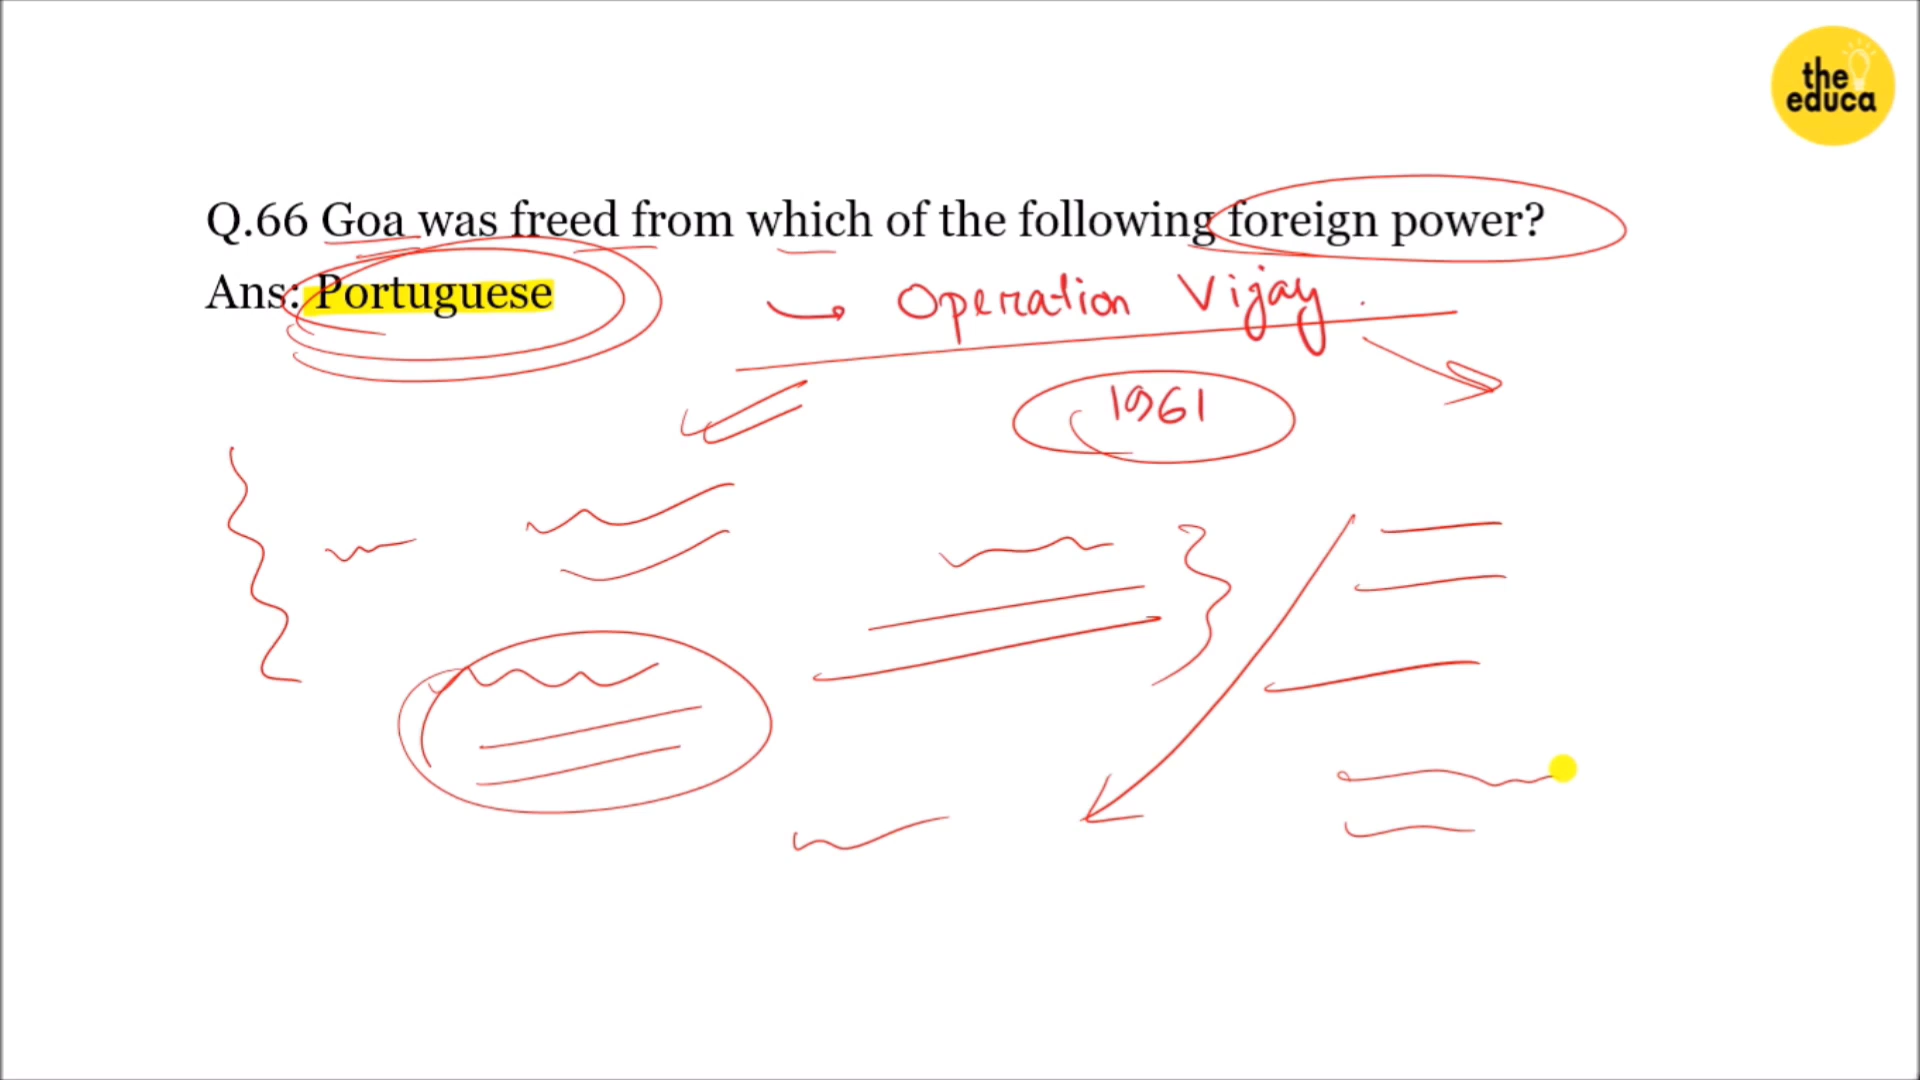 the
educa
Q.66 Goa was freed from which of the following foreign power?
Ans: Portuguese
Operation Vijay.
1961